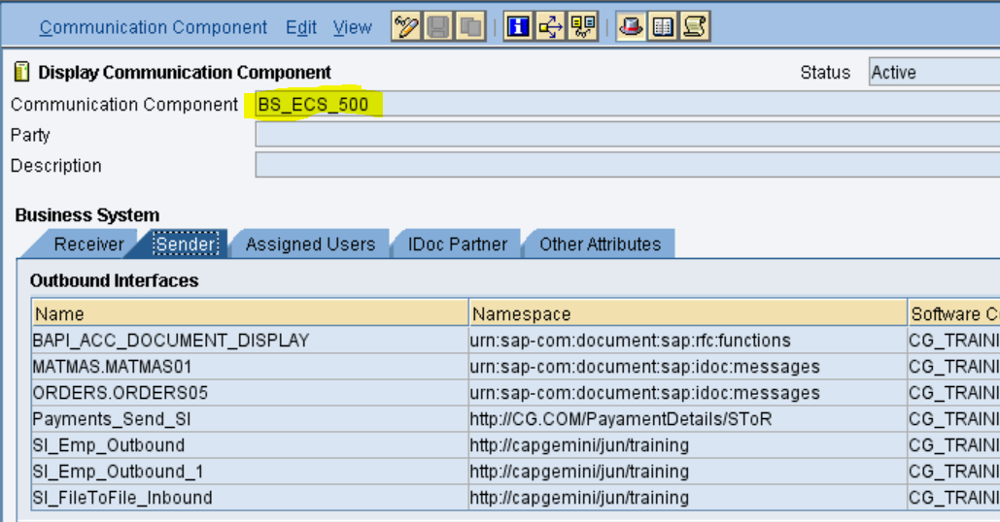 Communication Component Edit View
Display Communication Component Status Active
Communication Component BS_ECS_500
Party
Description
Business System
Receiver Sender Assigned Users IDoc Partner Other Attributes
Outbound Interfaces
Name Namespace Software C
BAPI_ACC_DOCUMENT_DISPLAY urn:sap-com:document:sap:rfc:functions CG_TRAINI
MATMAS.MATMAS01 urn:sap-com:document:sap:idoc:messages CG_TRAINI
ORDERS.ORDERS05 urn:sap-com:document:sap:idoc:messages CG_TRAINI
Payments_Send_SI http://CG.COM/PayamentDetails/SToR CG_TRAINI
SI_Emp_Outbound http://capgemini/jun/training CG_TRAINI
SI_Emp_Outbound_1 http://capgemini/jun/training CG_TRAINI
SI_FileToFile_Inbound http://capgemini/jun/training CG_TRAINI